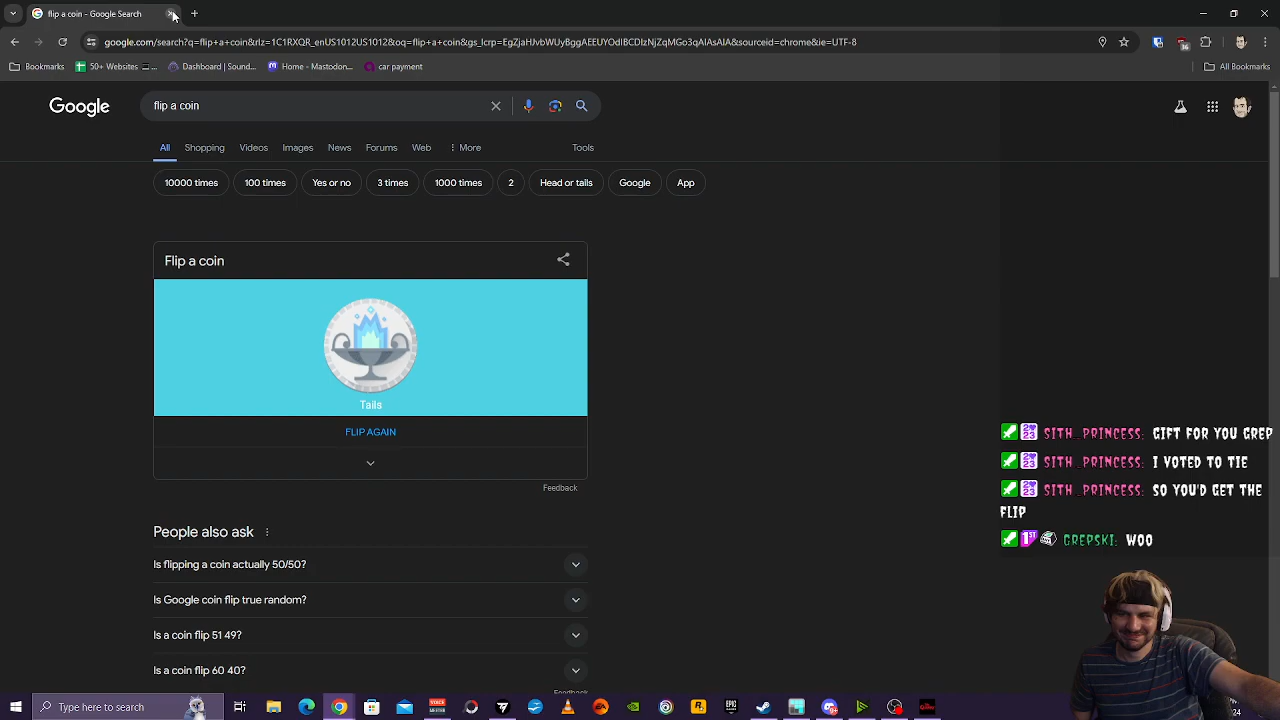 flip a coin - Google Search
google.com/search?q=flip+a+coin&rlz=1C1RXQR_enUS1012US1012&oq=flip+a+coin&gs_lcrp=EgZjaHJvbWUyBggAEEUYOdIBCDIzNjZqMGo3qAIAsAIA&sourceid=chrome&ie=UTF-8
Bookmarks
50+ Websites
Dashboard | Sound...
Home - Mastodon...
car payment
All Bookmarks
Google
flip a coin
All
Shopping
Videos
Images
News
Forums
Web
More
Tools
10000 times
100 times
Yes or no
3 times
1000 times
2
Head or tails
Google
App
Flip a coin
Tails
FLIP AGAIN
Feedback
People also ask
Is flipping a coin actually 50/50?
Is Google coin flip true random?
Is a coin flip 51 49?
Is a coin flip 60 40?
Feedback
SITH_PRINCESS: GIFT FOR YOU GREP
SITH_PRINCESS: I VOTED TO TIE
SITH_PRINCESS: SO YOU'D GET THE
FLIP
1ST GREPSKI: WOO
Type here to search
24